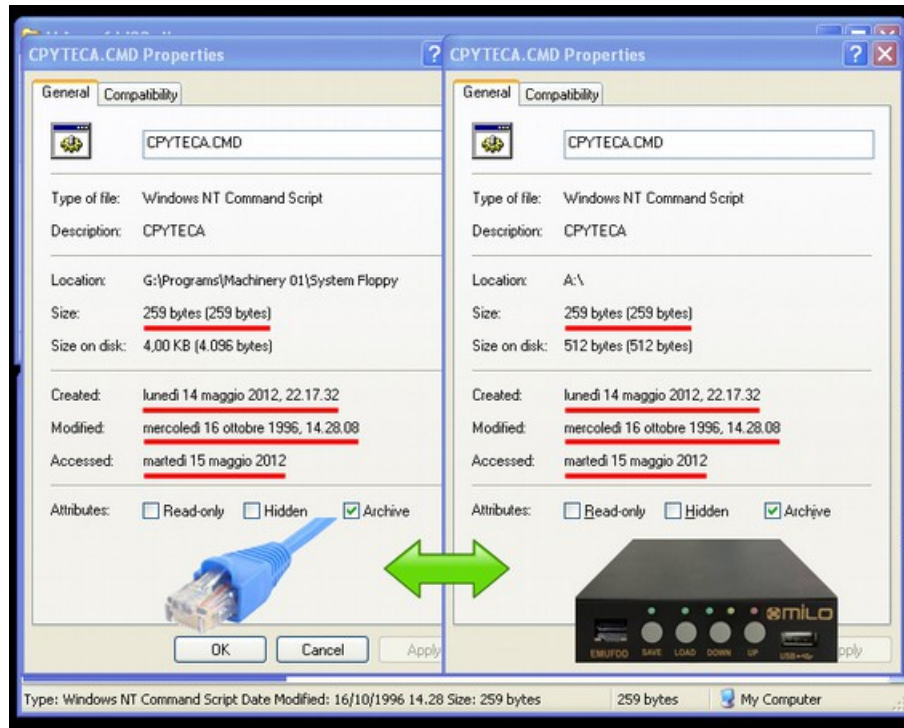 CPYTECA.CMD Properties
General Compatibility
CPYTECA.CMD
Type of file: Windows NT Command Script
Description: CPYTECA
Location: G:\Programs\Machinery 01\System Floppy
Size: 259 bytes (259 bytes)
Size on disk: 4,00 KB (4.096 bytes)
Created: lunedì 14 maggio 2012, 22.17.32
Modified: mercoledì 16 ottobre 1996, 14.28.08
Accessed: martedì 15 maggio 2012
Attributes: Read-only Hidden Archive
OK Cancel Apply
CPYTECA.CMD Properties
General Compatibility
CPYTECA.CMD
Type of file: Windows NT Command Script
Description: CPYTECA
Location: A:\
Size: 259 bytes (259 bytes)
Size on disk: 512 bytes (512 bytes)
Created: lunedì 14 maggio 2012, 22.17.32
Modified: mercoledì 16 ottobre 1996, 14.28.08
Accessed: martedì 15 maggio 2012
Attributes: Read-only Hidden Archive
milo
EMUFDD SAVE LOAD DOWN UP USB
pply
Type: Windows NT Command Script Date Modified: 16/10/1996 14.28 Size: 259 bytes 259 bytes My Computer